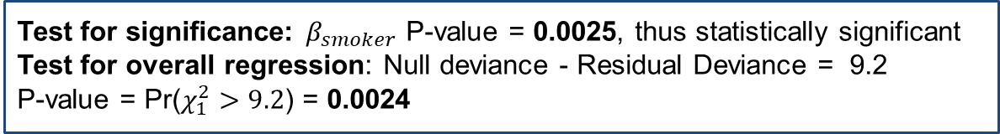 Test for significance: β_smoker P-value = 0.0025, thus statistically significant
Test for overall regression: Null deviance - Residual Deviance = 9.2
P-value = Pr(χ₁² > 9.2) = 0.0024